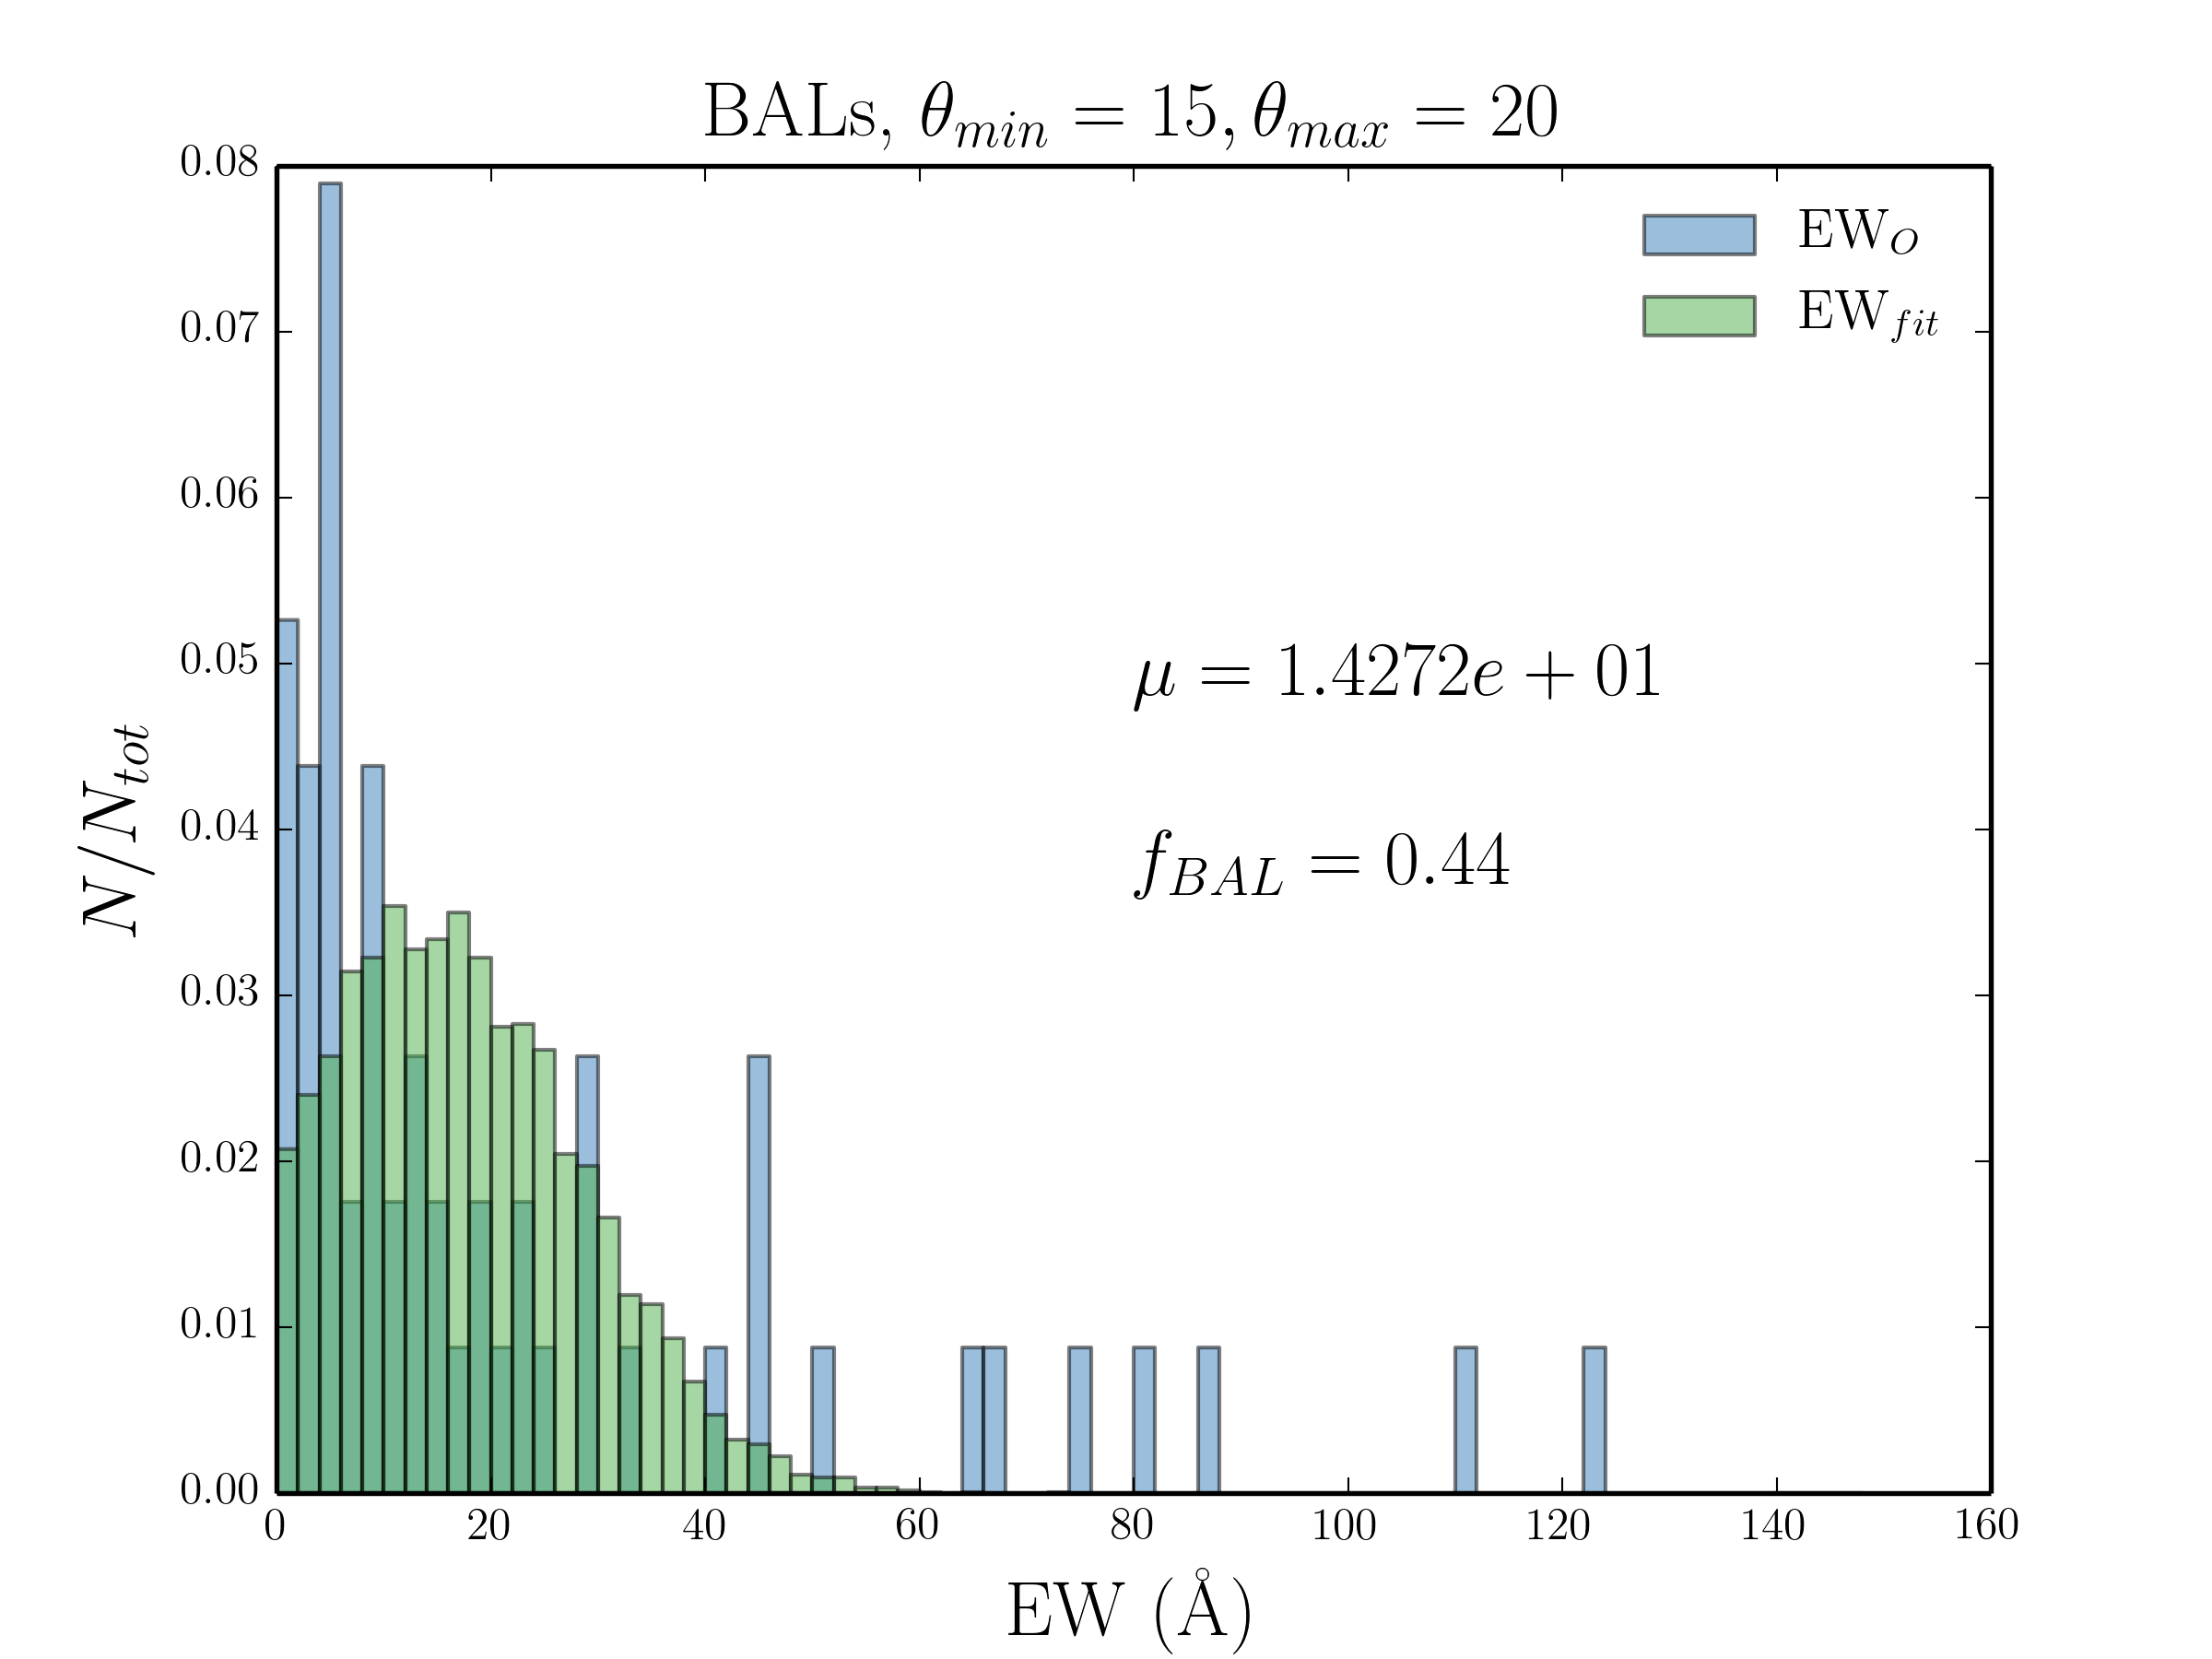 BALs, θ_min = 15, θ_max = 20
0.08
0.07
0.06
0.05
0.04
0.03
0.02
0.01
0.00
N/N_tot
EW_O
EW_fit
μ = 1.4272e + 01
f_BAL = 0.44
0 20 40 60 80 100 120 140 160
EW (Å)